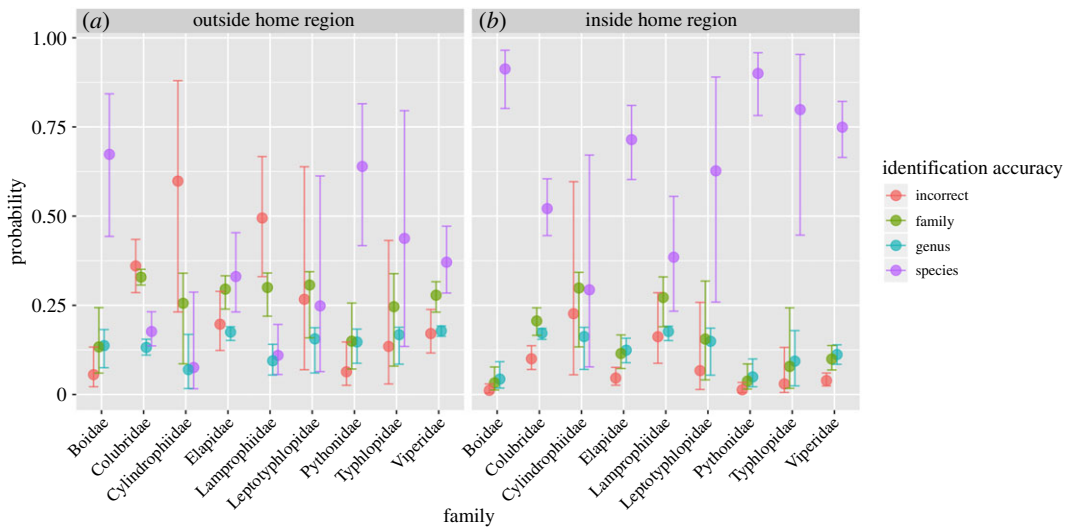 (a) outside home region
(b) inside home region
1.00
0.75
0.50
0.25
0
probability
Boidae
Colubridae
Cylindrophiidae
Elapidae
Lamprophiidae
Leptotyphlopidae
Pythonidae
Typhlopidae
Viperidae
Boidae
Colubridae
Cylindrophiidae
Elapidae
Lamprophiidae
Leptotyphlopidae
Pythonidae
Typhlopidae
Viperidae
family
identification accuracy
incorrect
family
genus
species